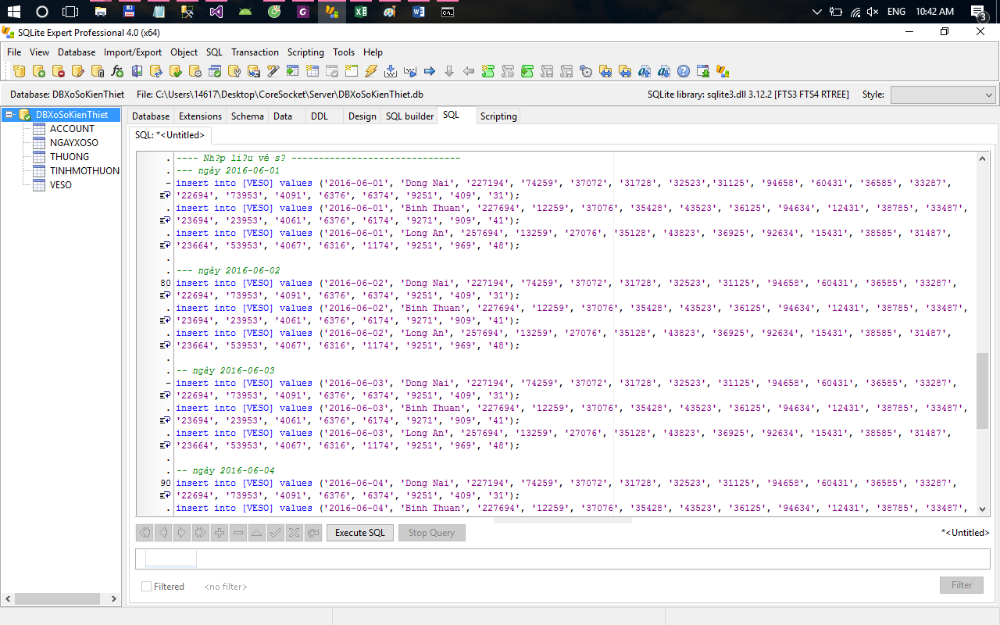 ENG 10:42 AM
3
SQLite Expert Professional 4.0 (x64)
File View Database Import/Export Object SQL Transaction Scripting Tools Help
Database: DBXoSoKienThiet File: C:\Users\14617\Desktop\CoreSocket\Server\DBXoSoKienThiet.db SQLite library: sqlite3.dll 3.12.2 [FTS3 FTS4 RTREE] Style:
DBXoSoKienThiet
ACCOUNT
NGAYXOSO
THUONG
TINHMOTHUON
VESO
Database Extensions Schema Data DDL Design SQL builder SQL Scripting
SQL: *<Untitled>
---- Nh?p li?u vé s? -------------------------------
--- ngày 2016-06-01
insert into [VESO] values ('2016-06-01', 'Dong Nai', '227194', '74259', '37072', '31728', '32523','31125', '94658', '60431', '36585', '33287',
'22694', '73953', '4091', '6376', '6374', '9251', '409', '31');
insert into [VESO] values ('2016-06-01', 'Binh Thuan', '227694', '12259', '37076', '35428', '43523', '36125', '94634', '12431', '38785', '33487',
'23694', '23953', '4061', '6376', '6174', '9271', '909', '41');
insert into [VESO] values ('2016-06-01', 'Long An', '257694', '13259', '27076', '35128', '43823', '36925', '92634', '15431', '38585', '31487',
'23664', '53953', '4067', '6316', '1174', '9251', '969', '48');
--- ngày 2016-06-02
80 insert into [VESO] values ('2016-06-02', 'Dong Nai', '227194', '74259', '37072', '31728', '32523', '31125', '94658', '60431', '36585', '33287',
'22694', '73953', '4091', '6376', '6374', '9251', '409', '31');
insert into [VESO] values ('2016-06-02', 'Binh Thuan', '227694', '12259', '37076', '35428', '43523', '36125', '94634', '12431', '38785', '33487',
'23694', '23953', '4061', '6376', '6174', '9271', '909', '41');
insert into [VESO] values ('2016-06-02', 'Long An', '257694', '13259', '27076', '35128', '43823', '36925', '92634', '15431', '38585', '31487',
'23664', '53953', '4067', '6316', '1174', '9251', '969', '48');
-- ngày 2016-06-03
insert into [VESO] values ('2016-06-03', 'Dong Nai', '227194', '74259', '37072', '31728', '32523', '31125', '94658', '60431', '36585', '33287',
'22694', '73953', '4091', '6376', '6374', '9251', '409', '31');
insert into [VESO] values ('2016-06-03', 'Binh Thuan', '227694', '12259', '37076', '35428', '43523', '36125', '94634', '12431', '38785', '33487',
'23694', '23953', '4061', '6376', '6174', '9271', '909', '41');
insert into [VESO] values ('2016-06-03', 'Long An', '257694', '13259', '27076', '35128', '43823', '36925', '92634', '15431', '38585', '31487',
'23664', '53953', '4067', '6316', '1174', '9251', '969', '48');
-- ngày 2016-06-04
90 insert into [VESO] values ('2016-06-04', 'Dong Nai', '227194', '74259', '37072', '31728', '32523', '31125', '94658', '60431', '36585', '33287',
'22694', '73953', '4091', '6376', '6374', '9251', '409', '31');
insert into [VESO] values ('2016-06-04', 'Binh Thuan', '227694', '12259', '37076', '35428', '43523', '36125', '94634', '12431', '38785', '33487',
Execute SQL Stop Query *<Untitled>
Filtered <no filter> Filter